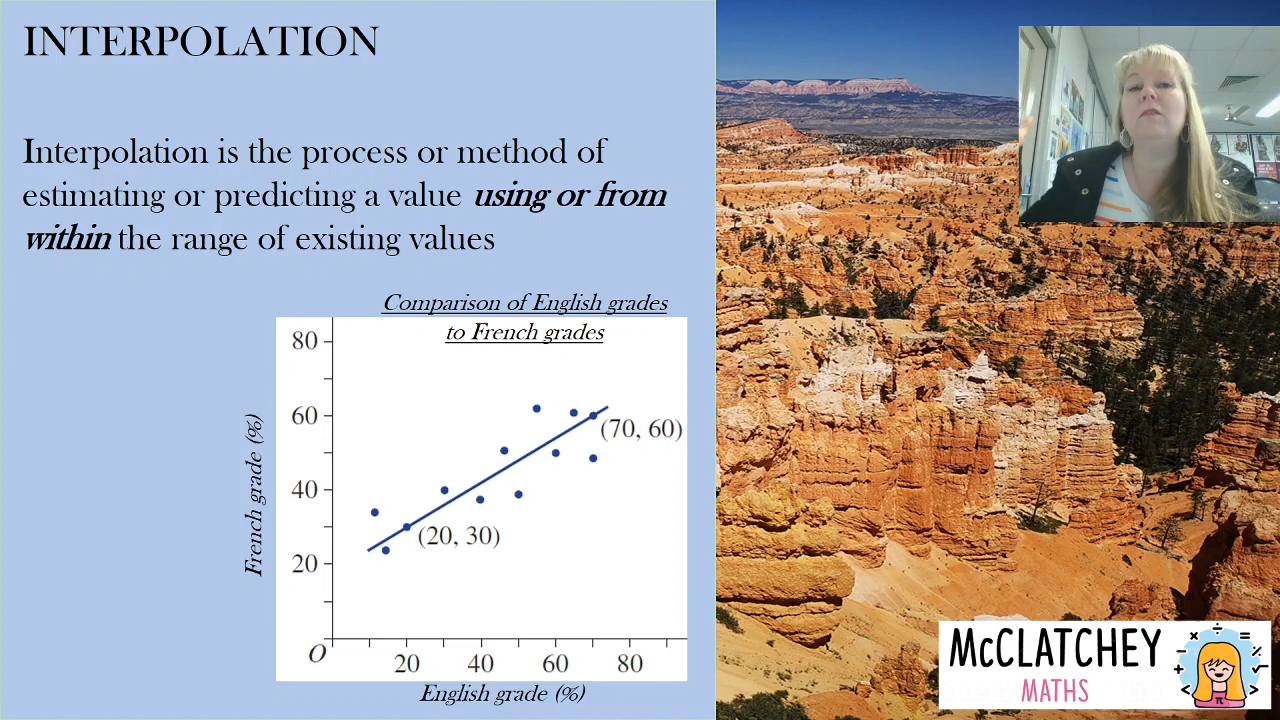 INTERPOLATION
Interpolation is the process or method of
estimating or predicting a value using or from
within the range of existing values
Comparison of English grades
to French grades
French grade (%)
80
60
40
20
O
20 40 60 80
(70, 60)
(20, 30)
English grade (%)
McCLATCHEY
MATHS